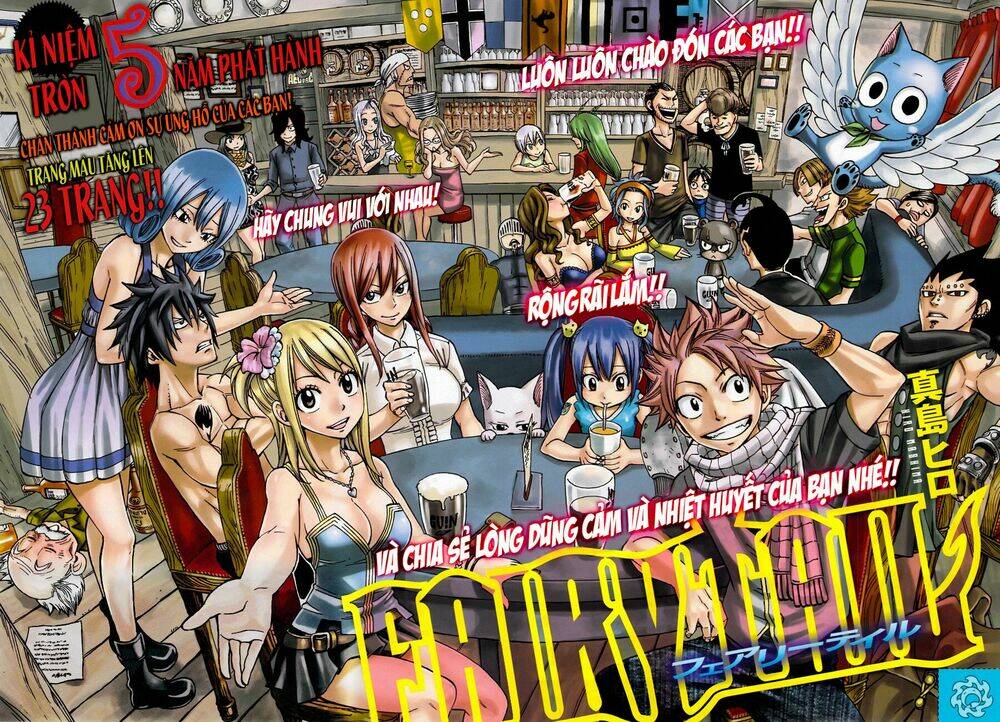 KỈ NIỆM
TRÒN
5
NĂM PHÁT HÀNH
CHÂN THÀNH CẢM ƠN SỰ ỦNG HỘ CỦA CÁC BẠN!
TRANG MÀU TĂNG LÊN
23 TRANG!!
LUÔN LUÔN CHÀO ĐÓN CÁC BẠN!!
HÃY CHUNG VUI VỚI NHAU!
RỘNG RÃI LẮM!!
真島ヒロ
HIRO MASHIMA
VÀ CHIA SẺ LÒNG DŨNG CẢM VÀ NHIỆT HUYẾT CỦA BẠN NHÉ!!
FAIRY TAIL
フェアリーテイル